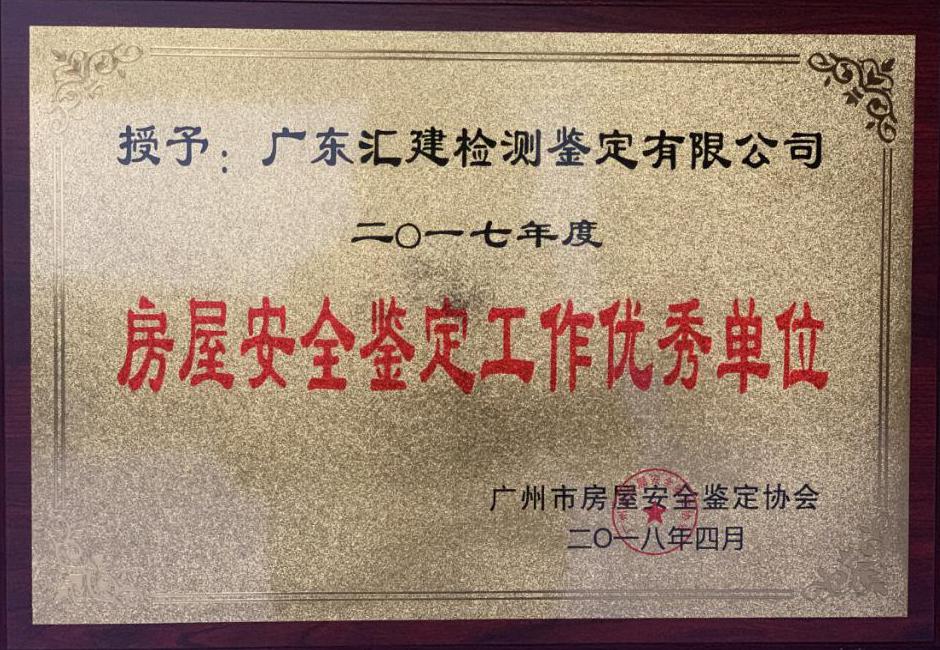 授予：广东汇建检测鉴定有限公司
二〇一七年度
房屋安全鉴定工作优秀单位
广州市房屋安全鉴定协会
二〇一八年四月